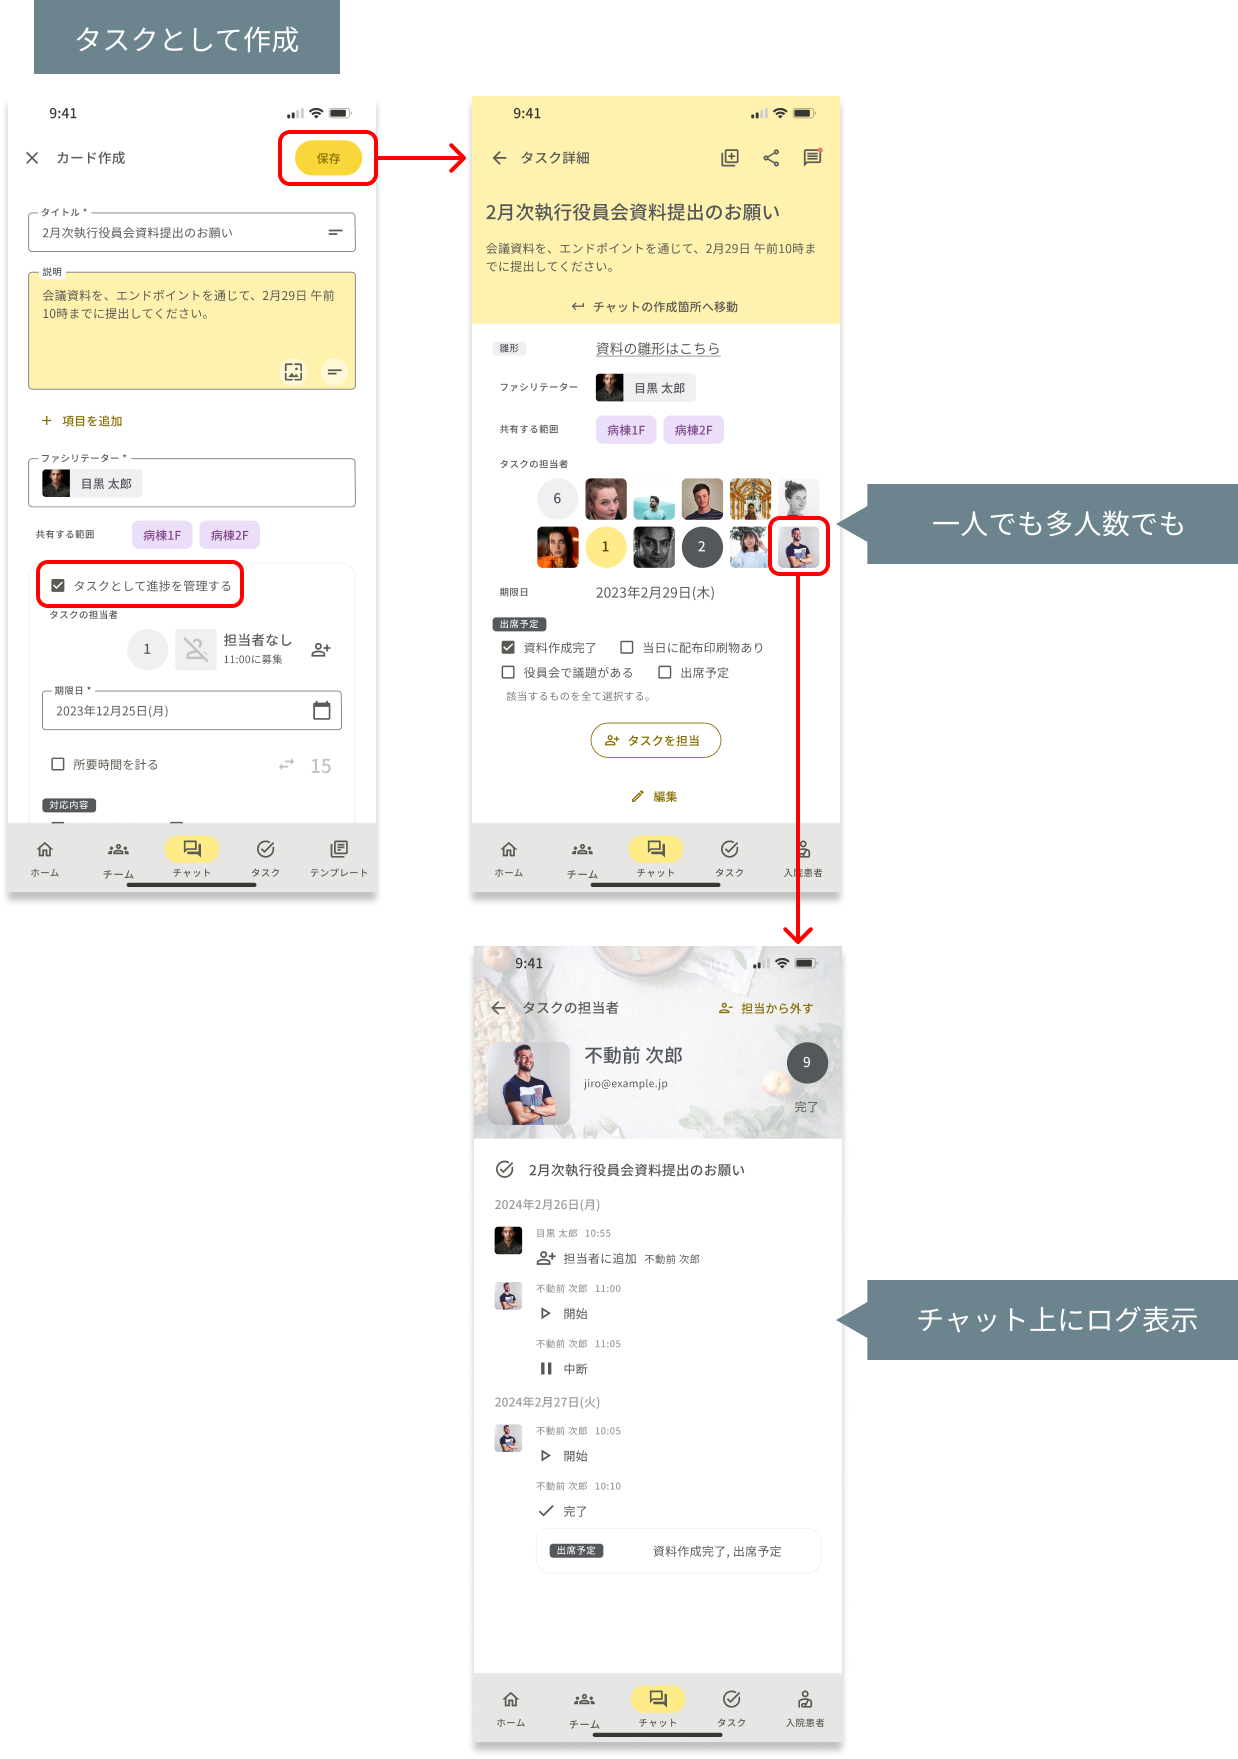 タスクとして作成
9:41
カード作成
保存
タイトル *
2月次執行役員会資料提出のお願い
説明
会議資料を、エンドポイントを通じて、2月29日 午前
10時までに提出してください。
項目を追加
ファシリテーター *
目黒 太郎
共有する範囲
病棟1F
病棟2F
タスクとして進捗を管理する
タスクの担当者
1
担当者なし
11:00に募集
期限日 *
2023年12月25日(月)
所要時間を計る
15
対応内容
ホーム
チーム
チャット
タスク
テンプレート
9:41
タスク詳細
2月次執行役員会資料提出のお願い
会議資料を、エンドポイントを通じて、2月29日 午前10時ま
でに提出してください。
チャットの作成箇所へ移動
雛形
資料の雛形はこちら
ファシリテーター
目黒 太郎
共有する範囲
病棟1F
病棟2F
タスクの担当者
6
1
2
期限日
2023年2月29日(木)
出席予定
資料作成完了
当日に配布印刷物あり
役員会で議題がある
出席予定
該当するものを全て選択する。
タスクを担当
編集
ホーム
チーム
チャット
タスク
入院患者
一人でも多人数でも
9:41
タスクの担当者
担当から外す
不動前 次郎
jiro@example.jp
9
完了
2月次執行役員会資料提出のお願い
2024年2月26日(月)
目黒 太郎 10:55
担当者に追加 不動前 次郎
不動前 次郎 11:00
開始
不動前 次郎 11:05
中断
2024年2月27日(火)
不動前 次郎 10:05
開始
不動前 次郎 10:10
完了
出席予定
資料作成完了, 出席予定
ホーム
チーム
チャット
タスク
入院患者
チャット上にログ表示